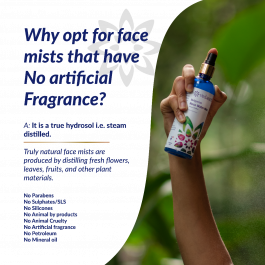 Why opt for face
mists that have
No artificial
Fragrance?
A: It is a true hydrosol i.e. steam
distilled.
Truly natural face mists are
produced by distilling fresh flowers,
leaves, fruits, and other plant
materials.
No Parabens
No Sulphates/SLS
No Silicones
No Animal by products
No Animal Cruelty
No Artificial fragrance
No Petroleum
No Mineral oil